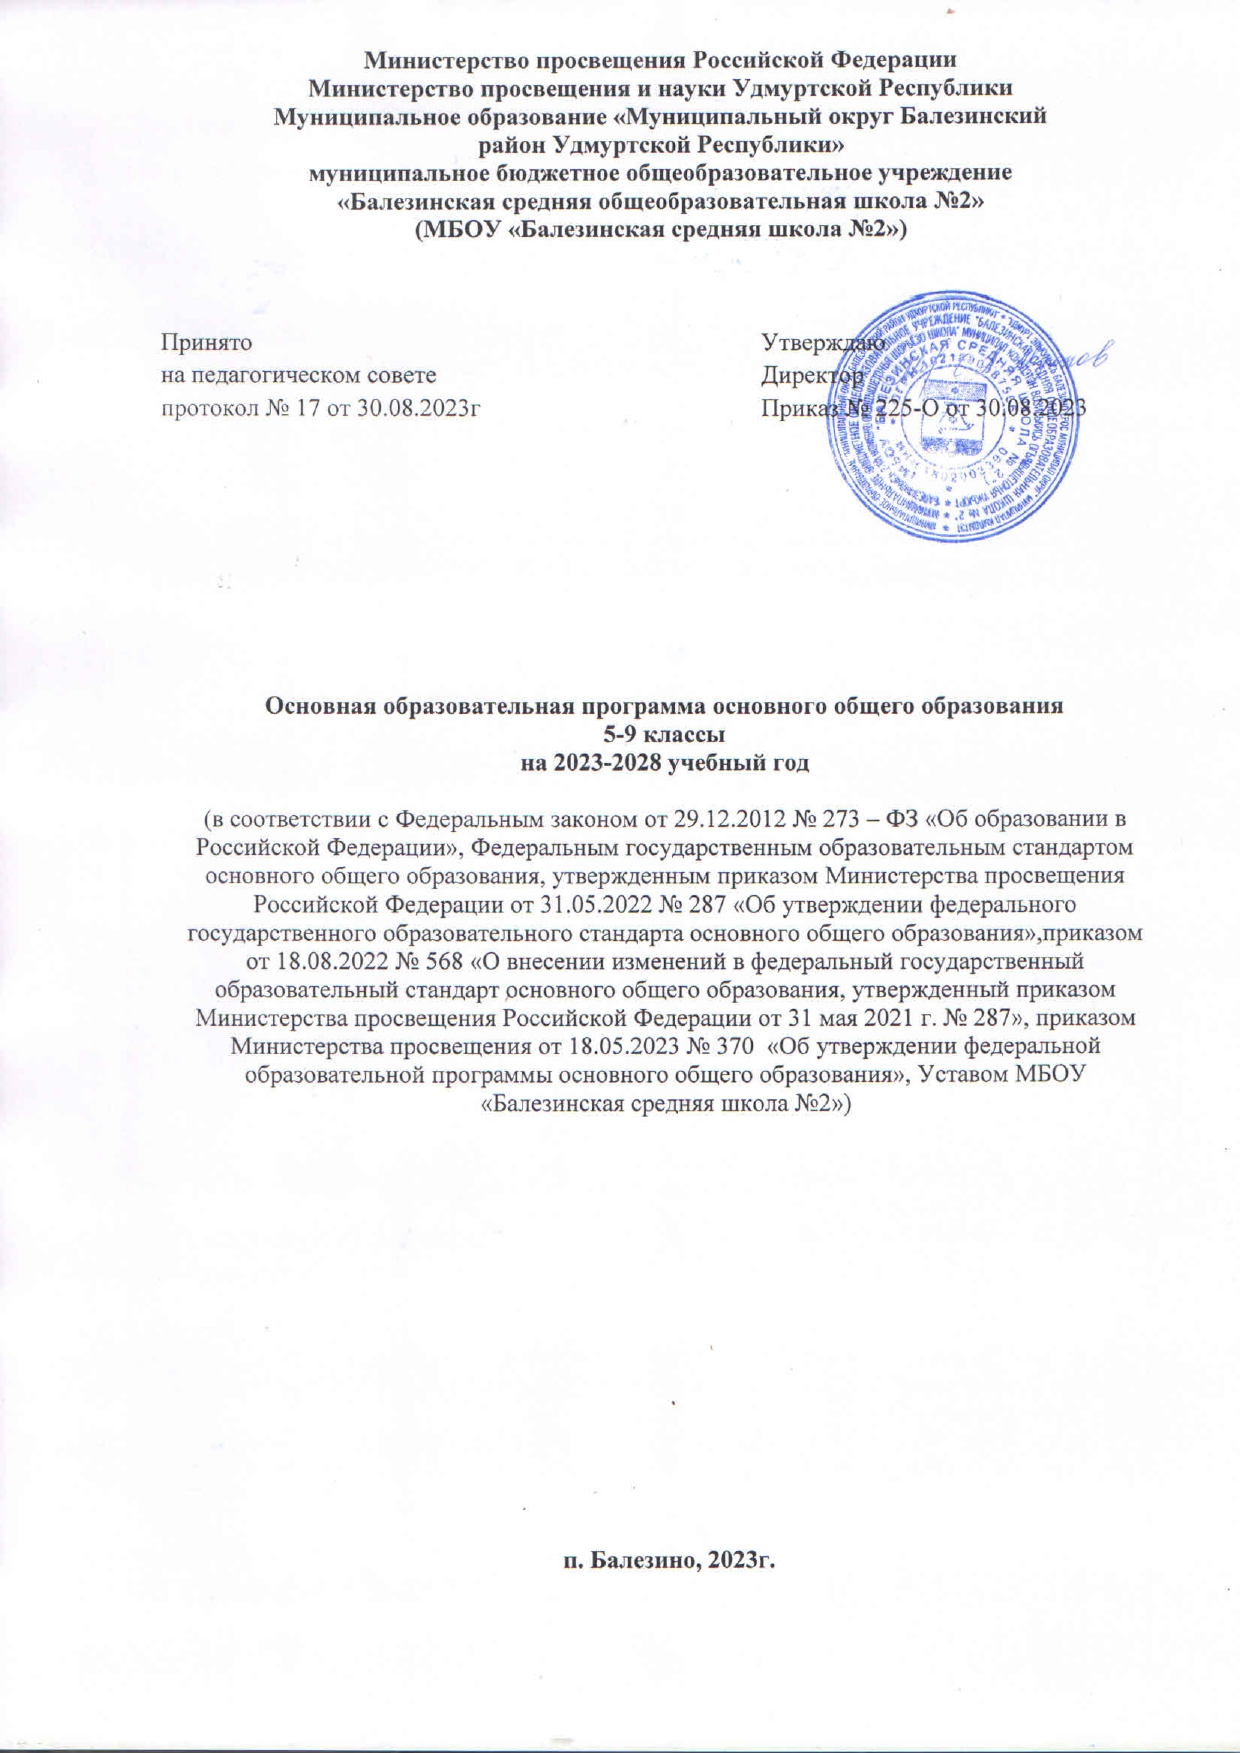 Министерство просвещения Российской Федерации
Министерство просвещения и науки Удмуртской Республики
Муниципальное образование «Муниципальный округ Балезинский
район Удмуртской Республики»
муниципальное бюджетное общеобразовательное учреждение
«Балезинская средняя общеобразовательная школа №2»
(МБОУ «Балезинская средняя школа №2»)
Принято
на педагогическом совете
протокол № 17 от 30.08.2023г
Утверждаю
Директор
Приказ № 225-О от 30.08.2023
Основная образовательная программа основного общего образования
5-9 классы
на 2023-2028 учебный год
(в соответствии с Федеральным законом от 29.12.2012 № 273 – ФЗ «Об образовании в
Российской Федерации», Федеральным государственным образовательным стандартом
основного общего образования, утвержденным приказом Министерства просвещения
Российской Федерации от 31.05.2022 № 287 «Об утверждении федерального
государственного образовательного стандарта основного общего образования»,приказом
от 18.08.2022 № 568 «О внесении изменений в федеральный государственный
образовательный стандарт основного общего образования, утвержденный приказом
Министерства просвещения Российской Федерации от 31 мая 2021 г. № 287», приказом
Министерства просвещения от 18.05.2023 № 370 «Об утверждении федеральной
образовательной программы основного общего образования», Уставом МБОУ
«Балезинская средняя школа №2»)
п. Балезино, 2023г.